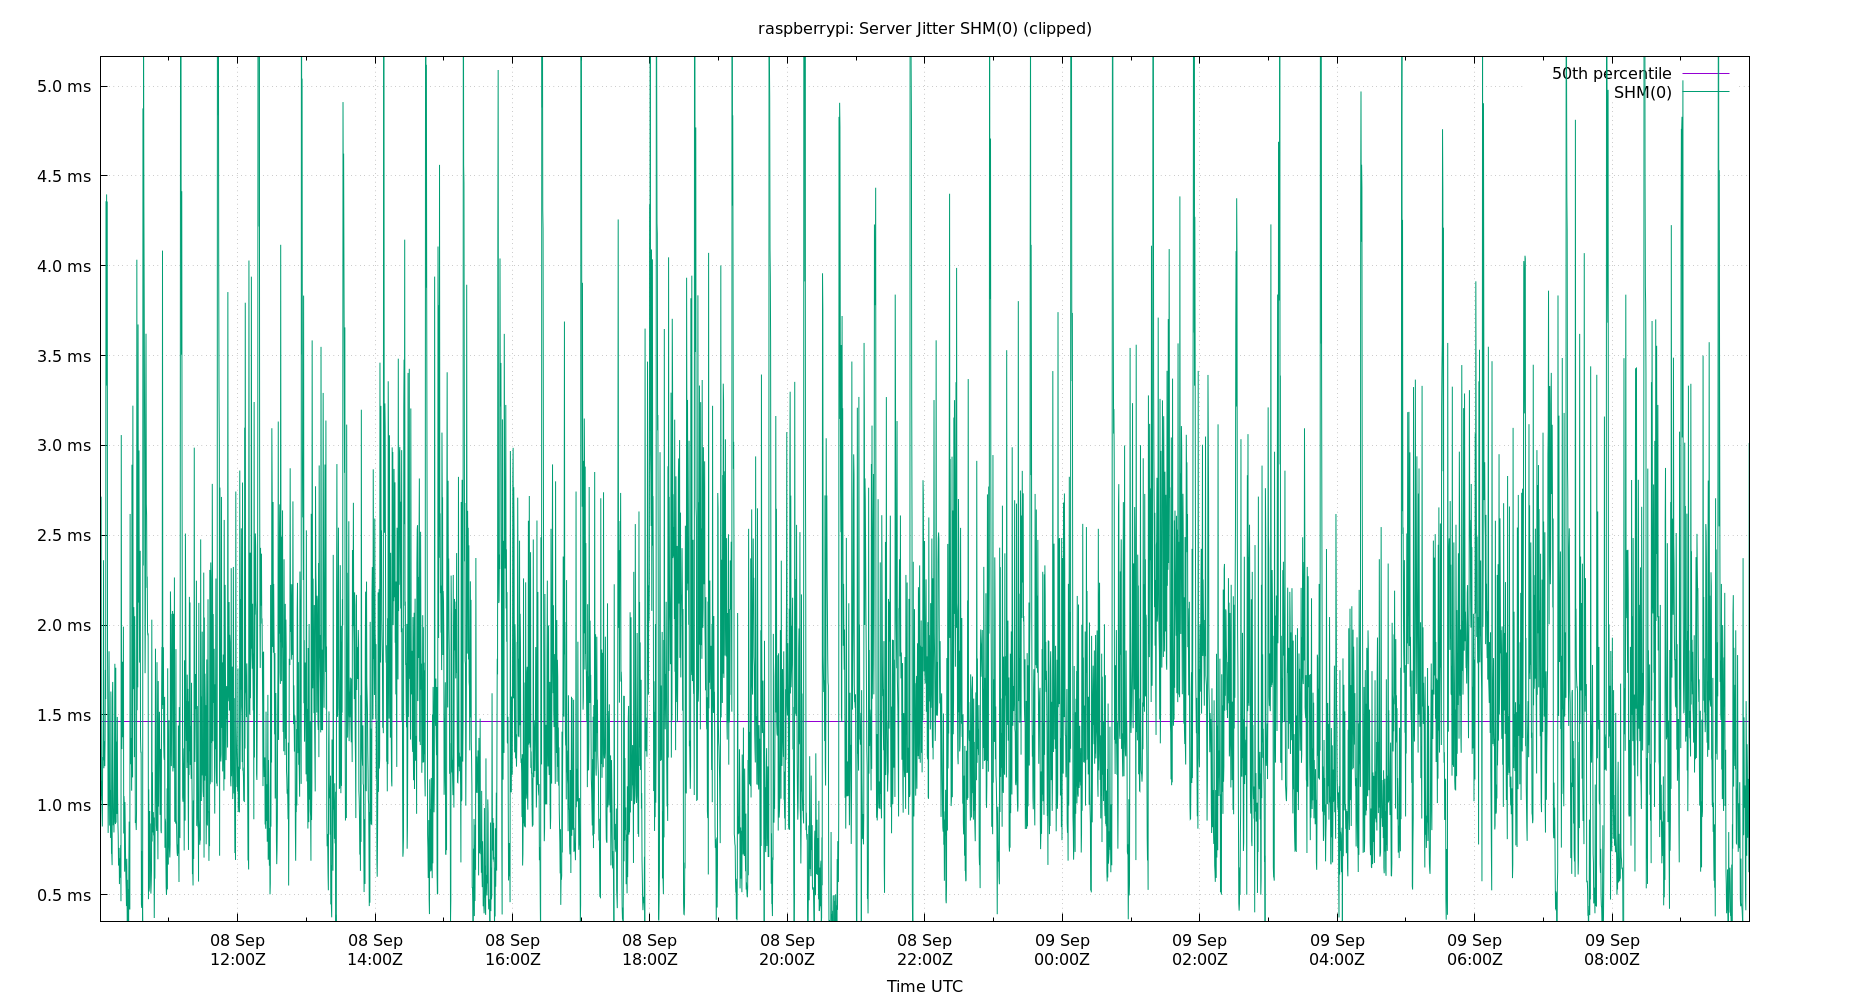 raspberrypi: Server Jitter SHM(0) (clipped)
50th percentile
SHM(0)
5.0 ms
4.5 ms
4.0 ms
3.5 ms
3.0 ms
2.5 ms
2.0 ms
1.5 ms
1.0 ms
0.5 ms
08 Sep 08 Sep 08 Sep 08 Sep 08 Sep 08 Sep 09 Sep 09 Sep 09 Sep 09 Sep 09 Sep
12:00Z 14:00Z 16:00Z 18:00Z 20:00Z 22:00Z 00:00Z 02:00Z 04:00Z 06:00Z 08:00Z
Time UTC